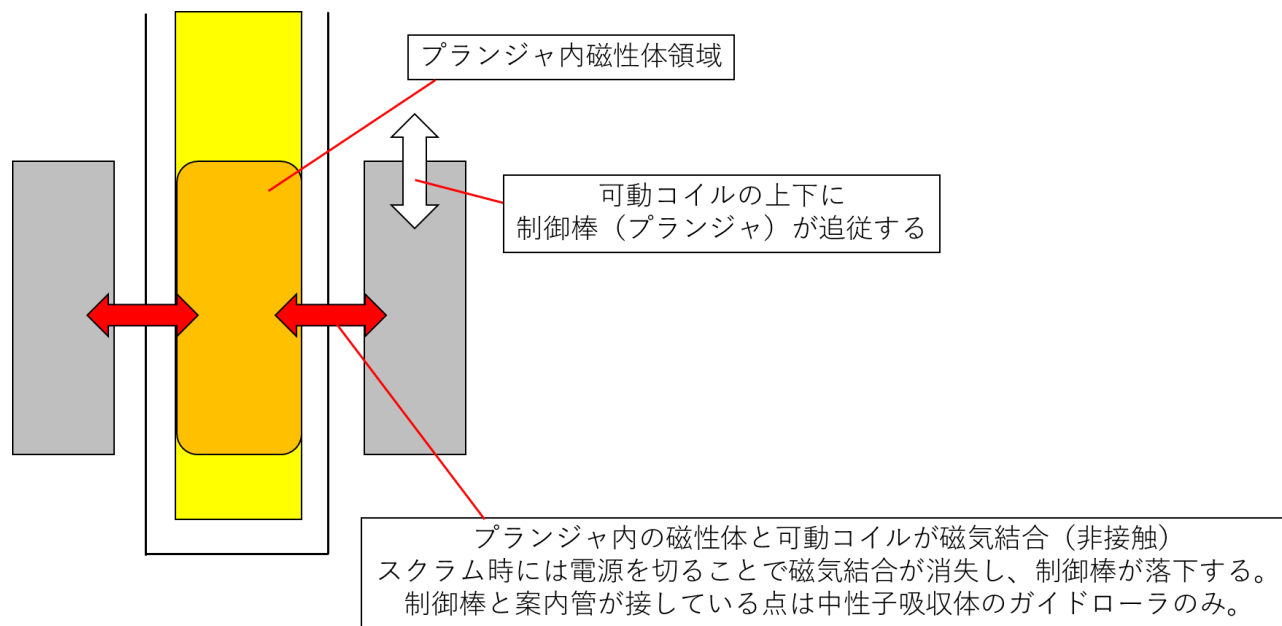 プランジャ内磁性体領域
可動コイルの上下に
制御棒（プランジャ）が追従する
プランジャ内の磁性体と可動コイルが磁気結合（非接触）
スクラム時には電源を切ることで磁気結合が消失し、制御棒が落下する。
制御棒と案内管が接している点は中性子吸収体のガイドローラのみ。